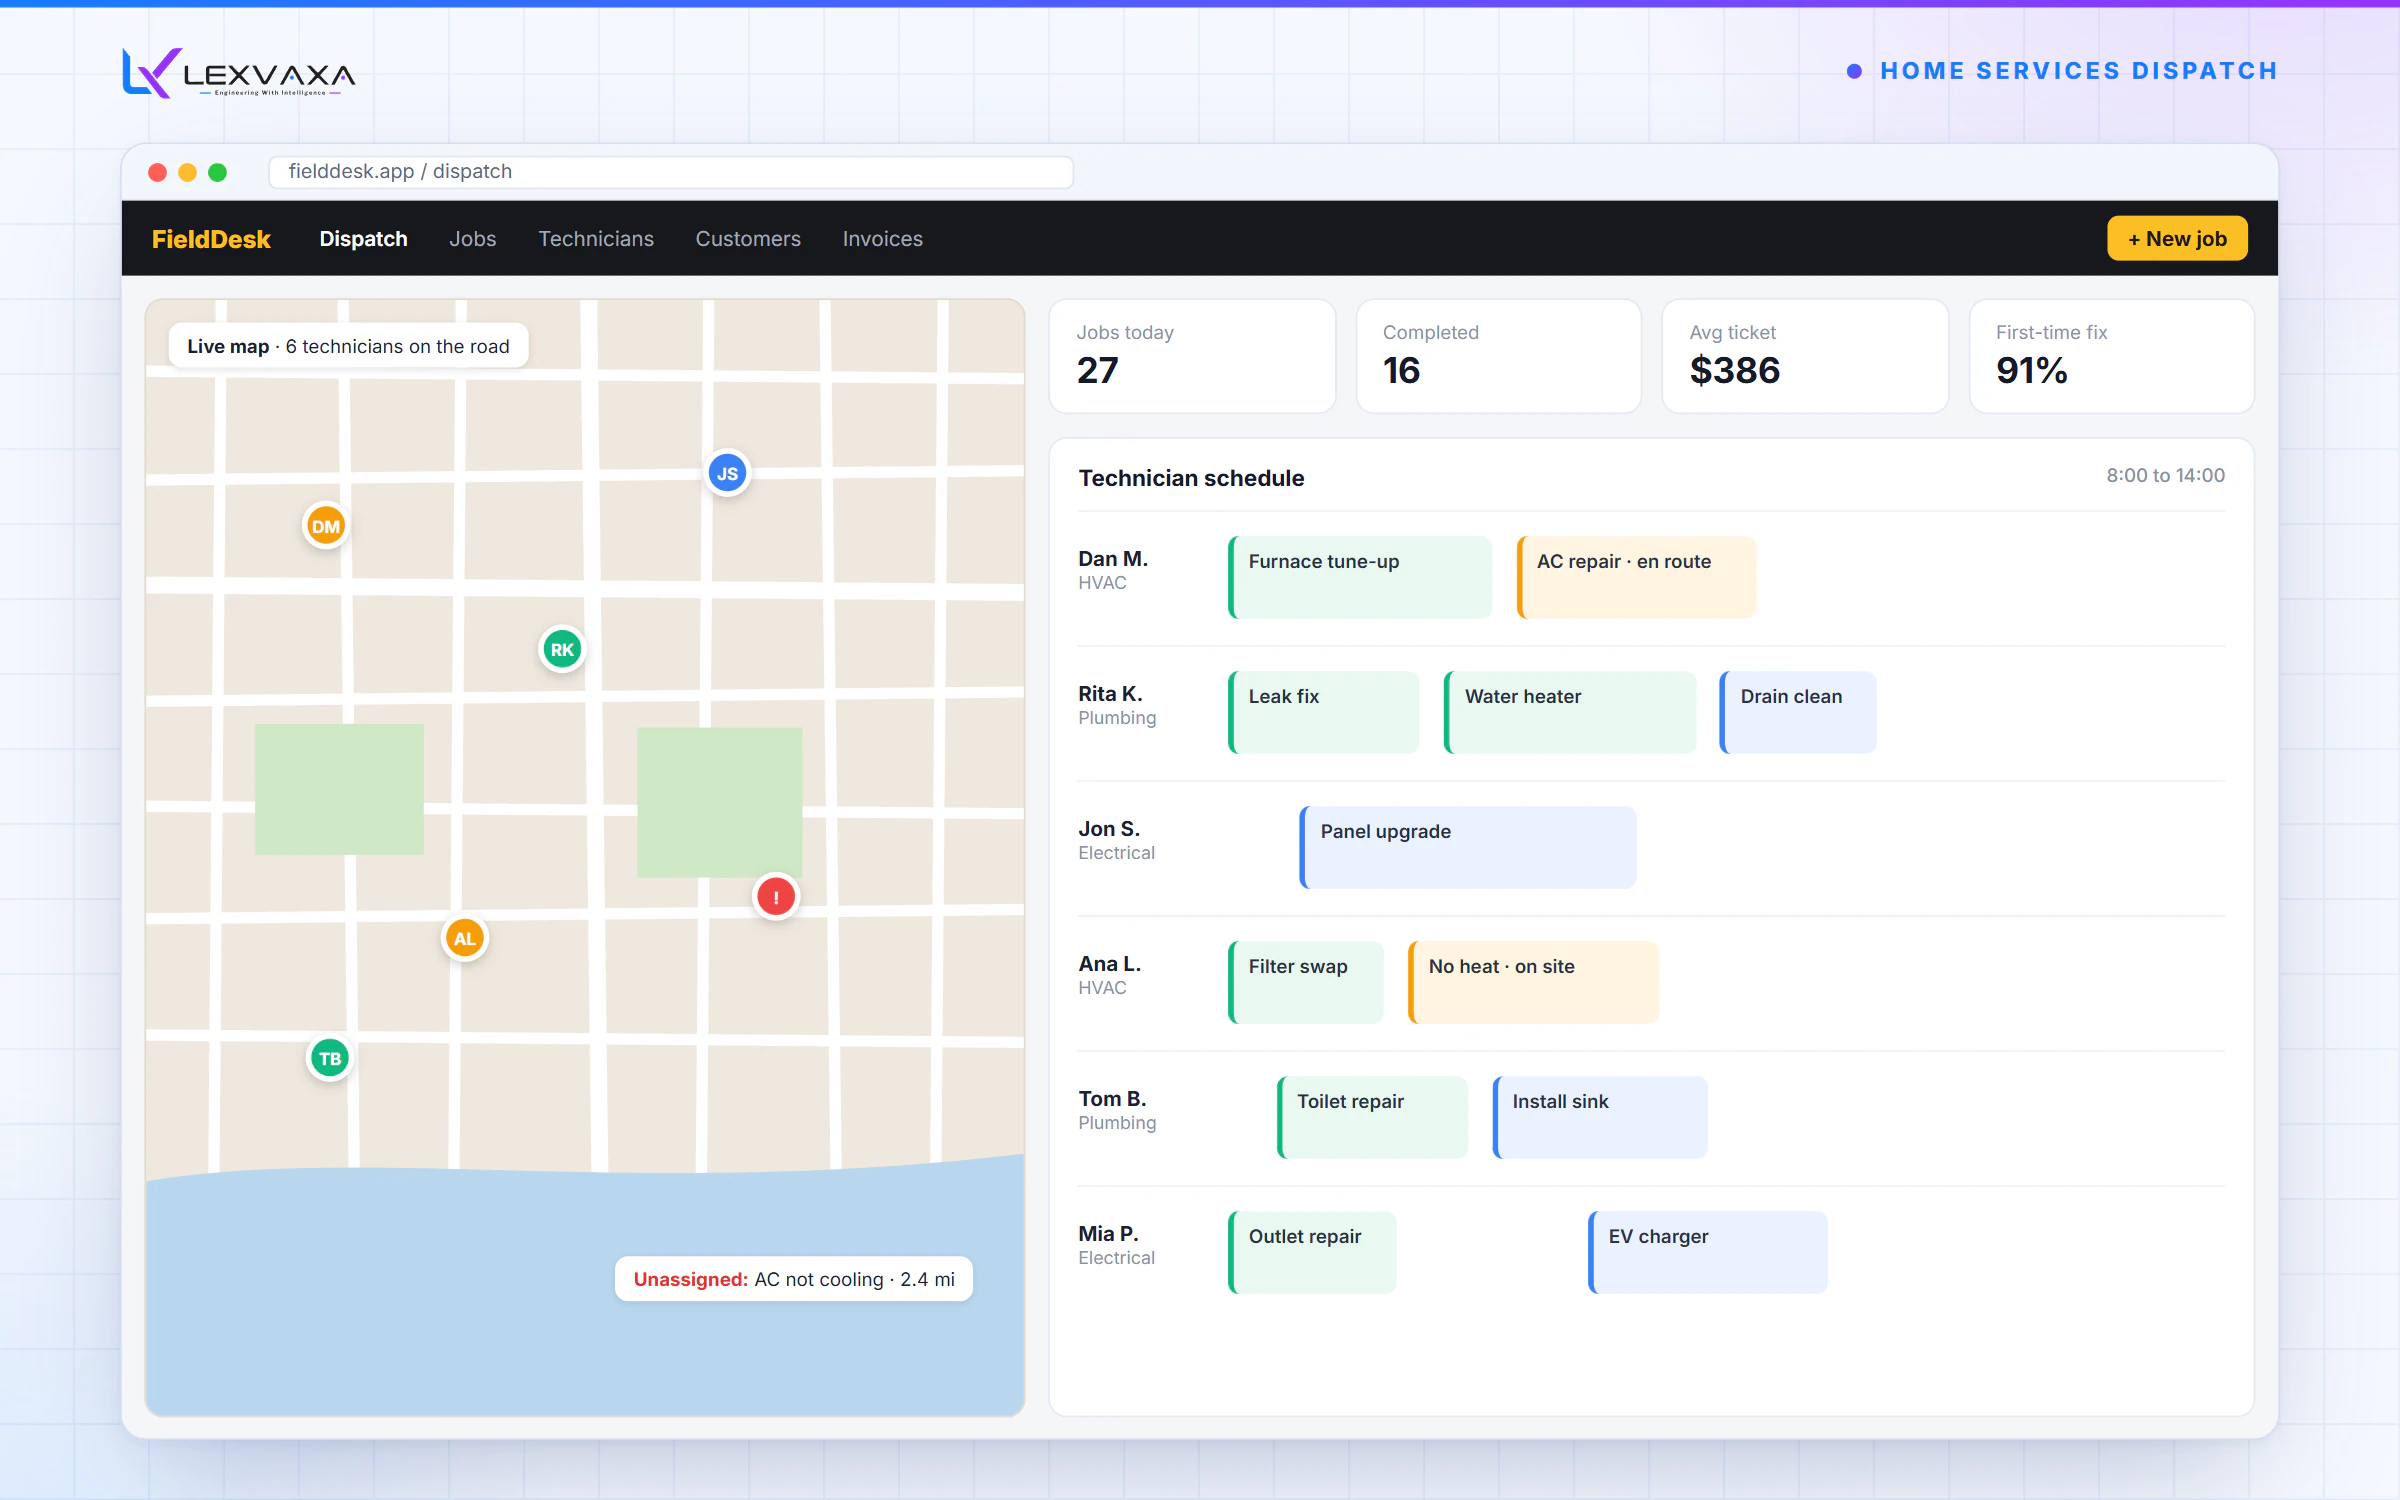 LEXVAXA
Engineering With Intelligence
HOME SERVICES DISPATCH
fielddesk.app / dispatch
FieldDesk Dispatch Jobs Technicians Customers Invoices + New job
Live map · 6 technicians on the road
JS
DM
RK
!
AL
TB
Unassigned: AC not cooling · 2.4 mi
Jobs today
27
Completed
16
Avg ticket
$386
First-time fix
91%
Technician schedule 8:00 to 14:00
Dan M.
HVAC
Furnace tune-up
AC repair · en route
Rita K.
Plumbing
Leak fix
Water heater
Drain clean
Jon S.
Electrical
Panel upgrade
Ana L.
HVAC
Filter swap
No heat · on site
Tom B.
Plumbing
Toilet repair
Install sink
Mia P.
Electrical
Outlet repair
EV charger